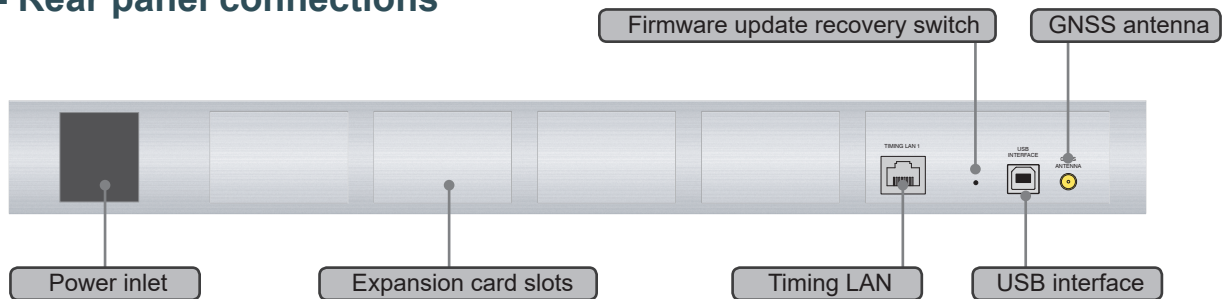 - Rear panel connections
Firmware update recovery switch
GNSS antenna
TIMING LAN 1
USB
INTERFACE
ANTENNA
Power inlet
Expansion card slots
Timing LAN
USB interface